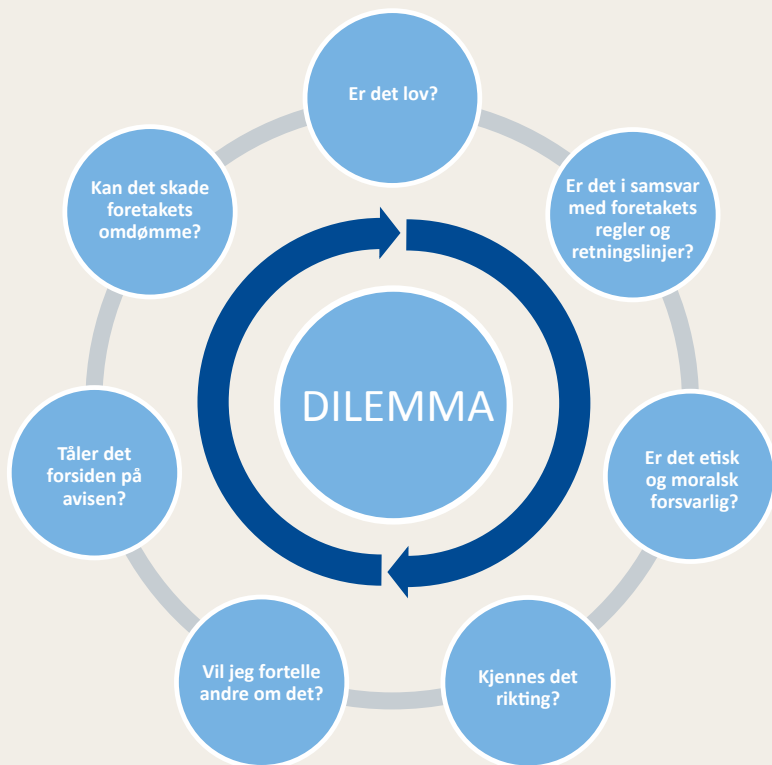 Er det lov?
Er det i samsvar
med foretakets
regler og
retningslinjer?
Er det etisk
og moralsk
forsvarlig?
Kjennes det
rikting?
Vil jeg fortelle
andre om det?
Tåler det
forsiden på
avisen?
Kan det skade
foretakets
omdømme?
DILEMMA